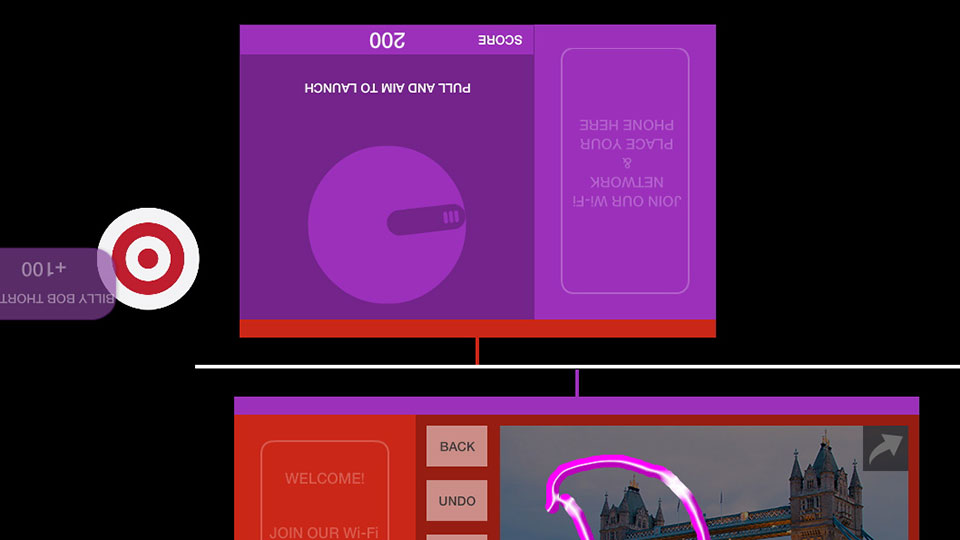 SCORE 200
PULL AND AIM TO LAUNCH
JOIN OUR Wi-Fi
NETWORK
&
PLACE YOUR
PHONE HERE
BILLY BOB THORT
+100
WELCOME!
JOIN OUR Wi-Fi
BACK
UNDO